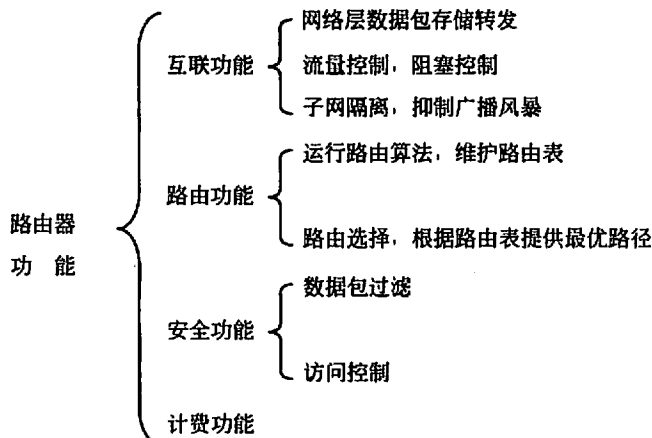 网络层数据包存储转发
互联功能
流量控制，阻塞控制
子网隔离，抑制广播风暴
运行路由算法，维护路由表
路由功能
路由器
功 能
路由选择，根据路由表提供最优路径
数据包过滤
安全功能
访问控制
计费功能